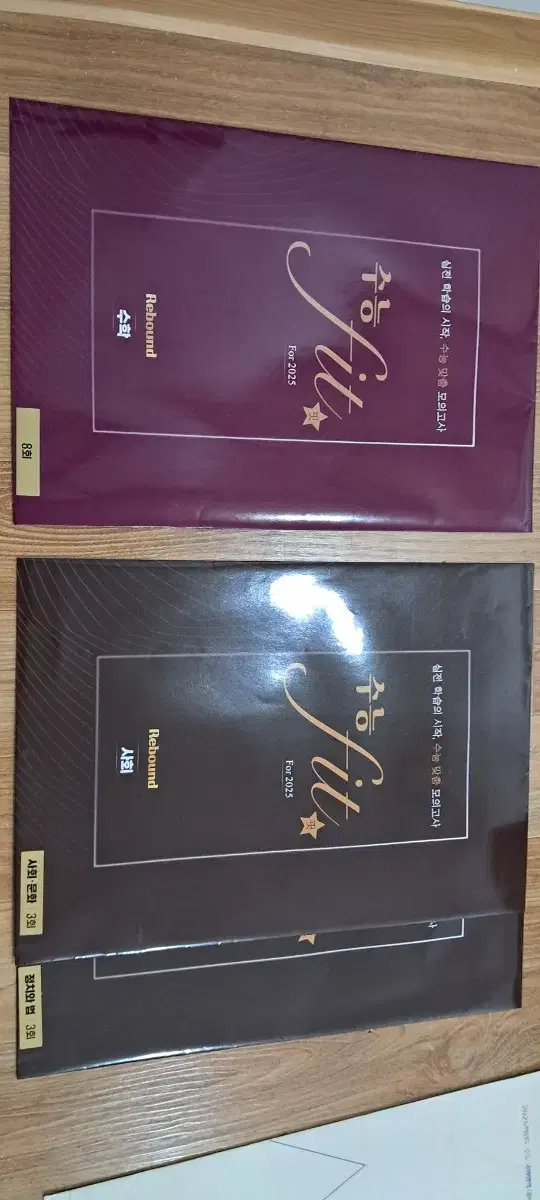 실전 학습의 시작, 수능 맞춤 모의고사
수능
fit
핏
For 2025
Rebound
수학
8회
실전 학습의 시작, 수능 맞춤 모의고사
수능
fit
핏
For 2025
Rebound
사회
사회·문화 3회
정치와 법 3회